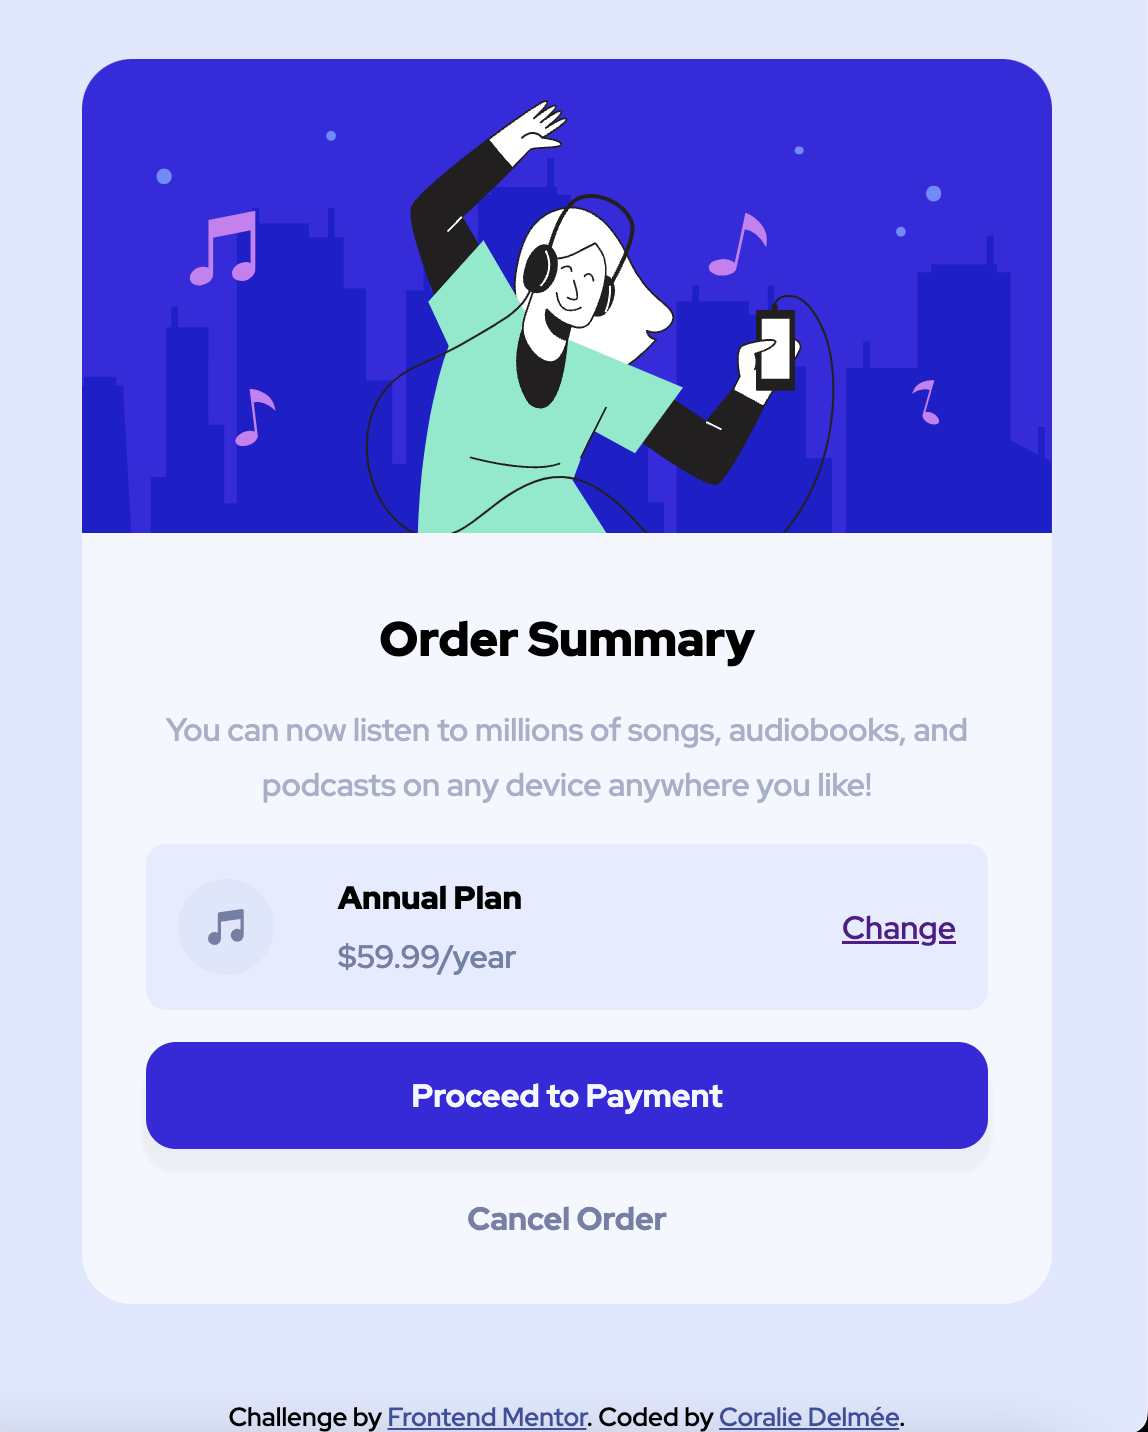 Order Summary
You can now listen to millions of songs, audiobooks, and
podcasts on any device anywhere you like!
Annual Plan
$59.99/year
Change
Proceed to Payment
Cancel Order
Challenge by Frontend Mentor. Coded by Coralie Delmée.